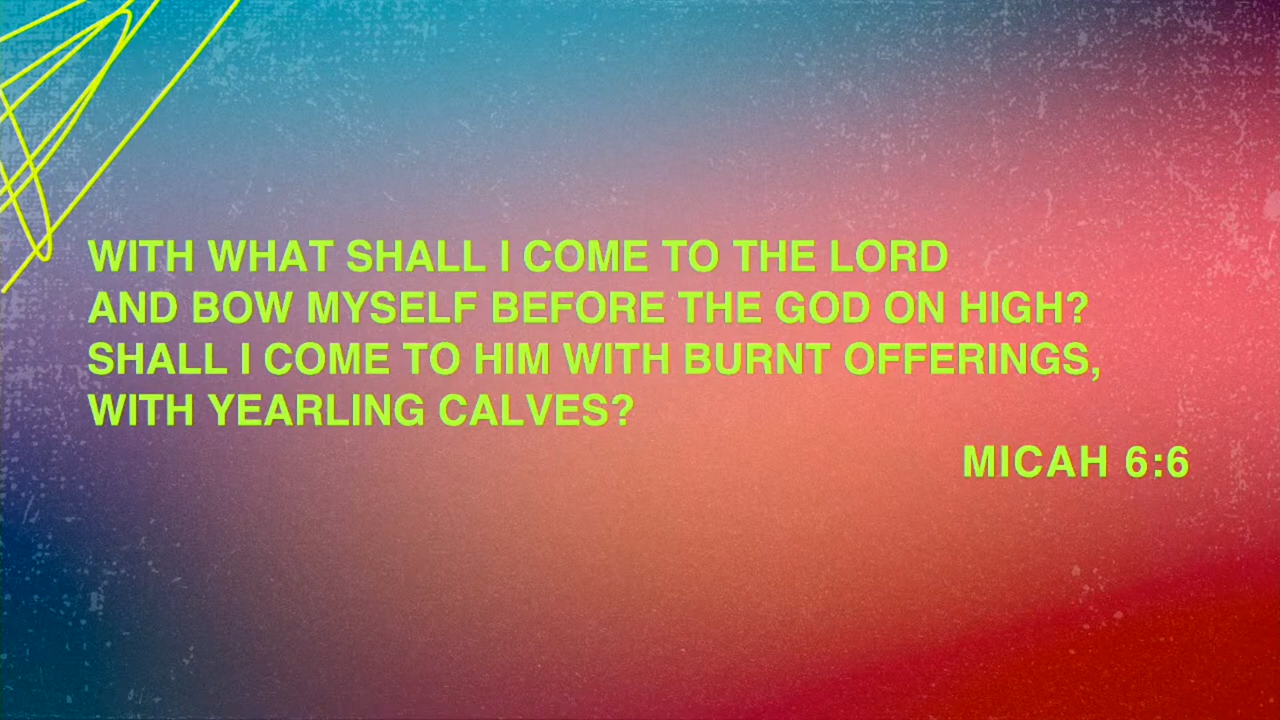 WITH WHAT SHALL I COME TO THE LORD
AND BOW MYSELF BEFORE THE GOD ON HIGH?
SHALL I COME TO HIM WITH BURNT OFFERINGS,
WITH YEARLING CALVES?
MICAH 6:6